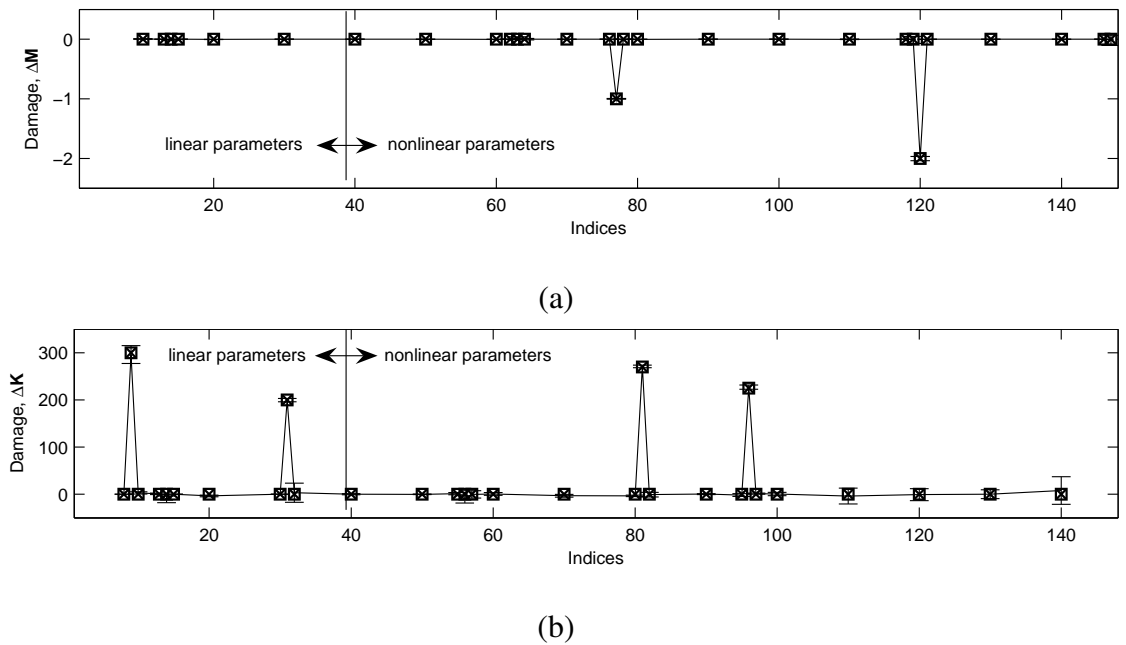 0
−1
−2
Damage, ΔM
linear parameters
nonlinear parameters
20 40 60 80 100 120 140
Indices
(a)
300
200
100
0
Damage, ΔK
linear parameters
nonlinear parameters
20 40 60 80 100 120 140
Indices
(b)